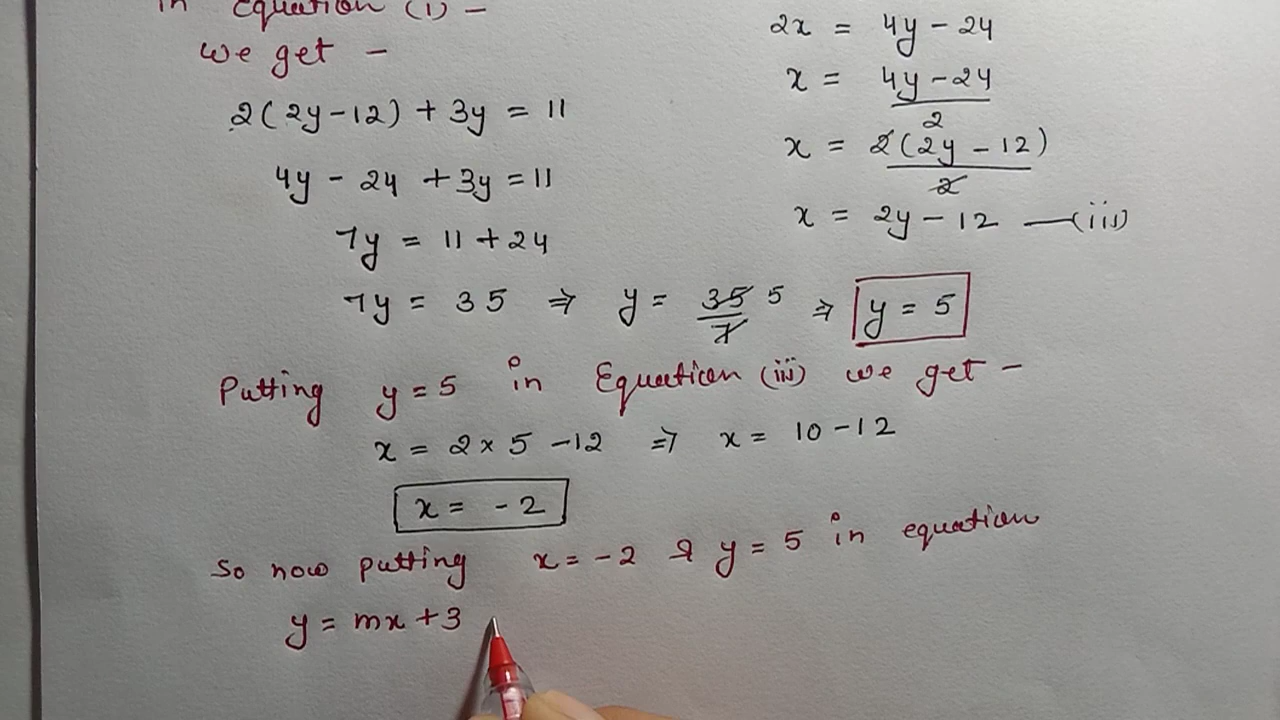 in Equation (i) –
we get –
2(2y-12) + 3y = 11
4y - 24 + 3y = 11
7y = 11 + 24
7y = 35 ⇒ y = 35/7 5 ⇒ y = 5
2x = 4y - 24
x = 4y - 24 / 2
x = 2(2y - 12) / 2
x = 2y - 12 —(iii)
Putting y = 5 in Equation (iii) we get –
x = 2 × 5 - 12 ⇒ x = 10 - 12
x = - 2
So now putting x = - 2 & y = 5 in equation
y = mx + 3